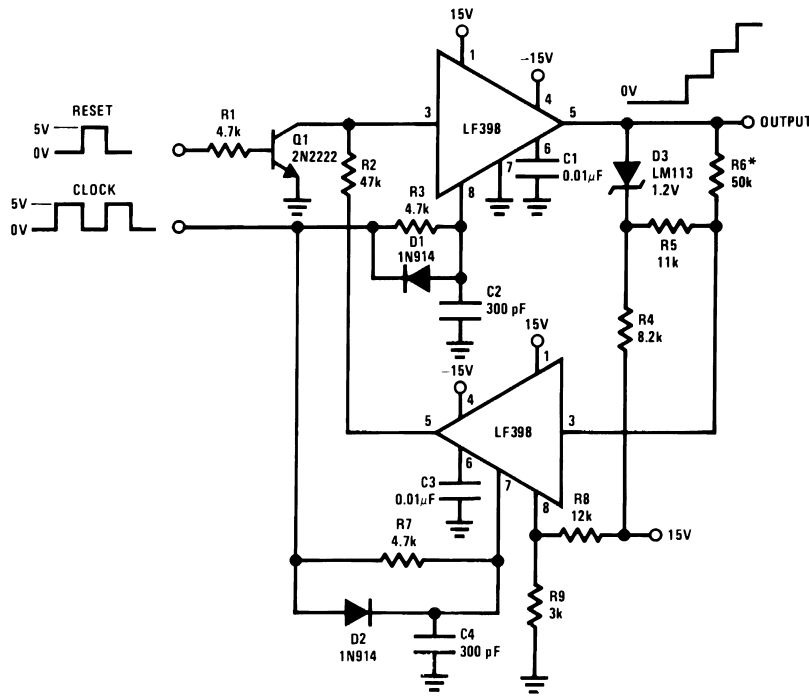 15V
1
–15V
4
RESET
5V
0V
R1
4.7k
Q1
2N2222
3
LF398
5
0V
OUTPUT
6
7
8
C1
0.01μF
D3
LM113
1.2V
R6*
50k
CLOCK
5V
0V
R2
47k
R3
4.7k
D1
1N914
R5
11k
C2
300 pF
R4
8.2k
15V
1
–15V
4
5
LF398
3
6
7
8
C3
0.01μF
R8
12k
15V
R7
4.7k
R9
3k
D2
1N914
C4
300 pF